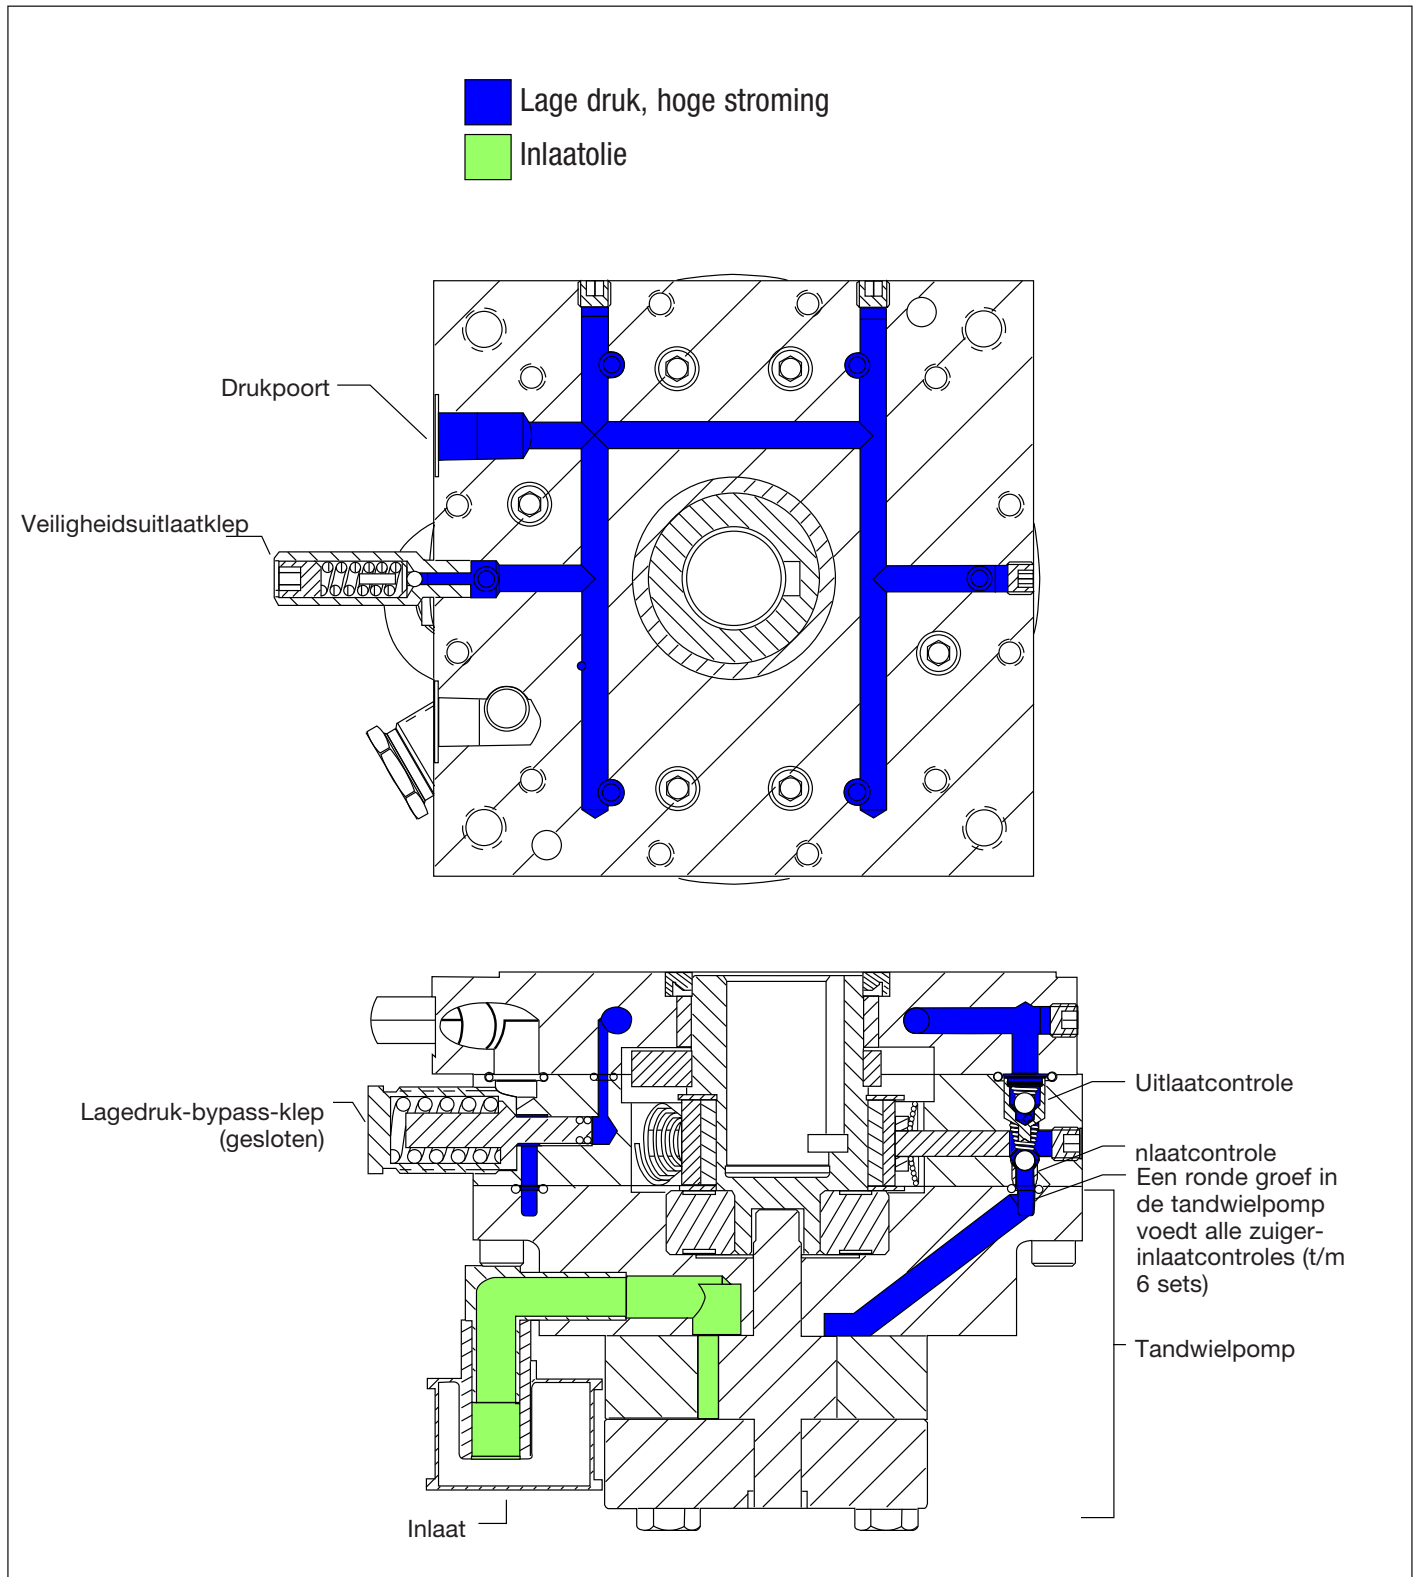 Lage druk, hoge stroming
Inlaatolie
Drukpoort
Veiligheidsuitlaatklep
Uitlaatcontrole
Lagedruk-bypass-klep
(gesloten)
nlaatcontrole
Een ronde groef in
de tandwielpomp
voedt alle zuiger-
inlaatcontroles (t/m
6 sets)
Tandwielpomp
Inlaat